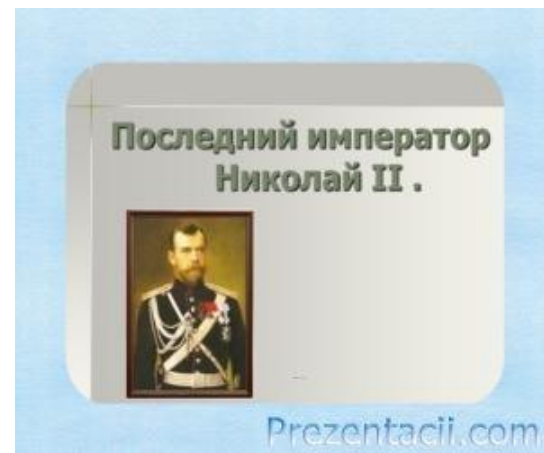 Последний император
Николай II .
Prezentacii.com